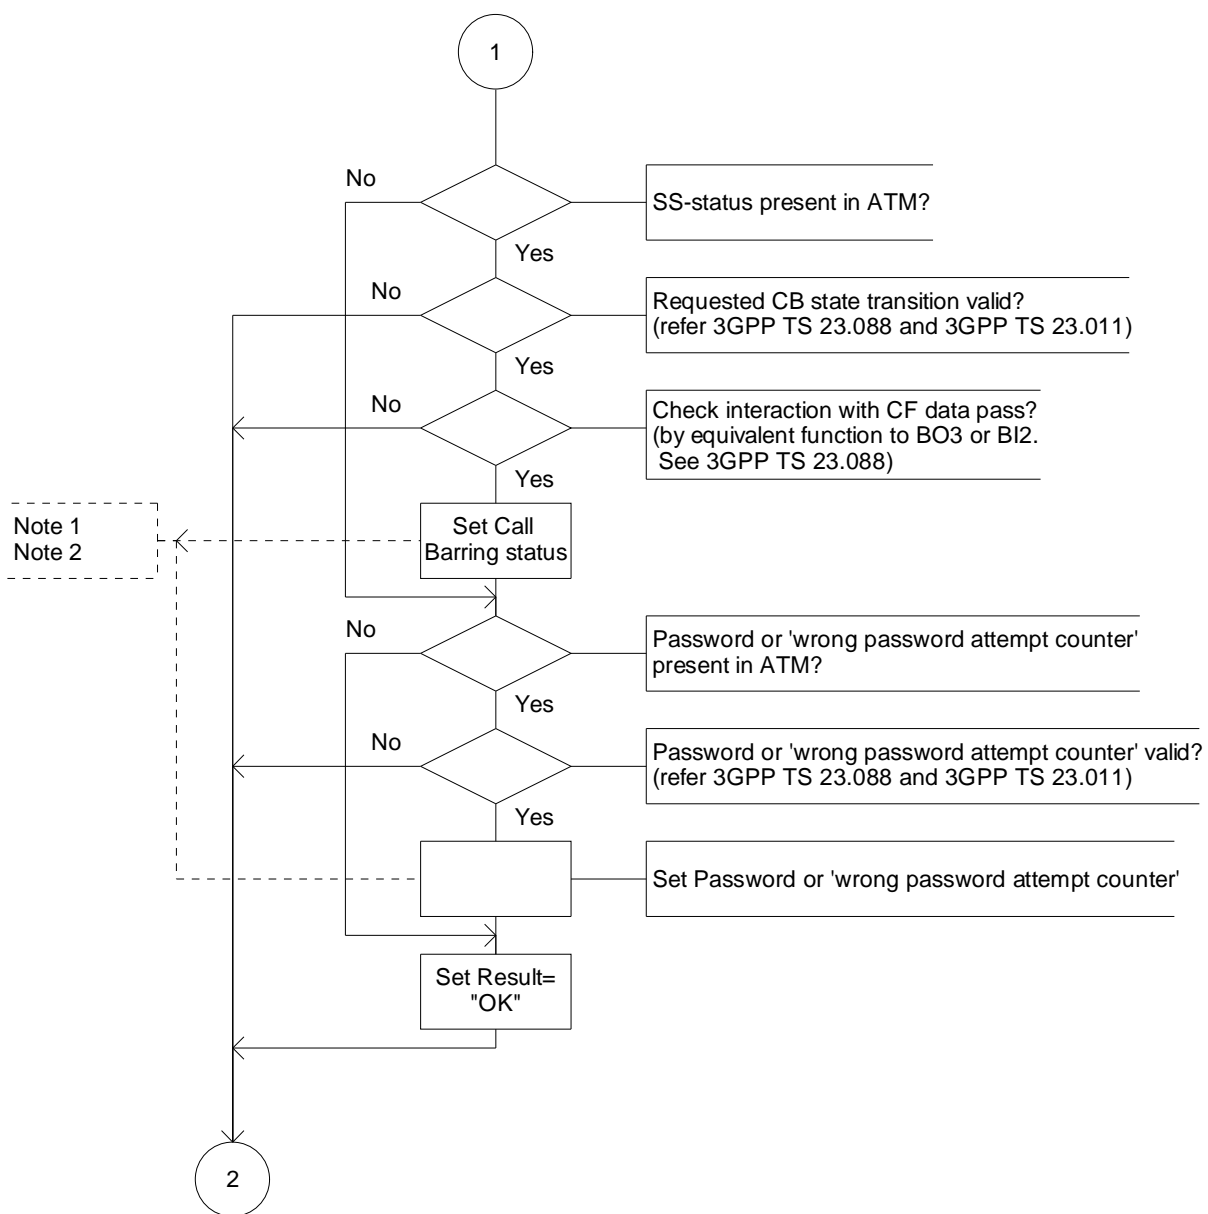 1
No
SS-status present in ATM?
Yes
No
Requested CB state transition valid?
(refer 3GPP TS 23.088 and 3GPP TS 23.011)
Yes
No
Check interaction with CF data pass?
(by equivalent function to BO3 or BI2.
See 3GPP TS 23.088)
Yes
Note 1
Note 2
Set Call
Barring status
No
Password or 'wrong password attempt counter'
present in ATM?
Yes
No
Password or 'wrong password attempt counter' valid?
(refer 3GPP TS 23.088 and 3GPP TS 23.011)
Yes
Set Password or 'wrong password attempt counter'
Set Result=
"OK"
2